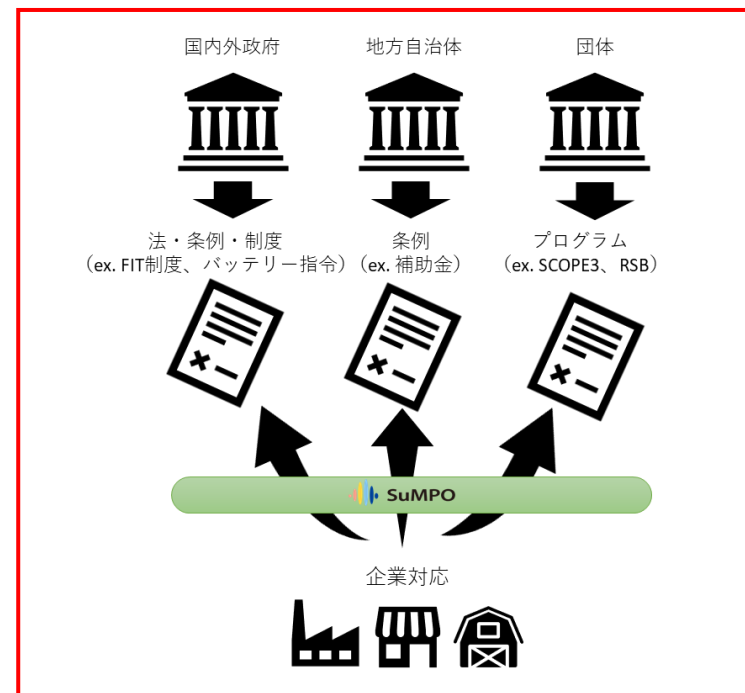 国内外政府
地方自治体
団体
法・条例・制度
（ex. FIT制度、バッテリー指令）
条例
（ex. 補助金）
プログラム
（ex. SCOPE3、RSB）
SuMPO
企業対応